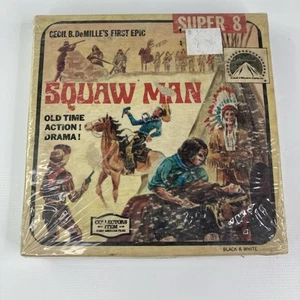 CECIL B. DeMILLE'S FIRST EPIC
SUPER 8
SQUAW MAN
OLD TIME
ACTION!
DRAMA!
COLLECTORS
ITEM
BLACK & WHITE